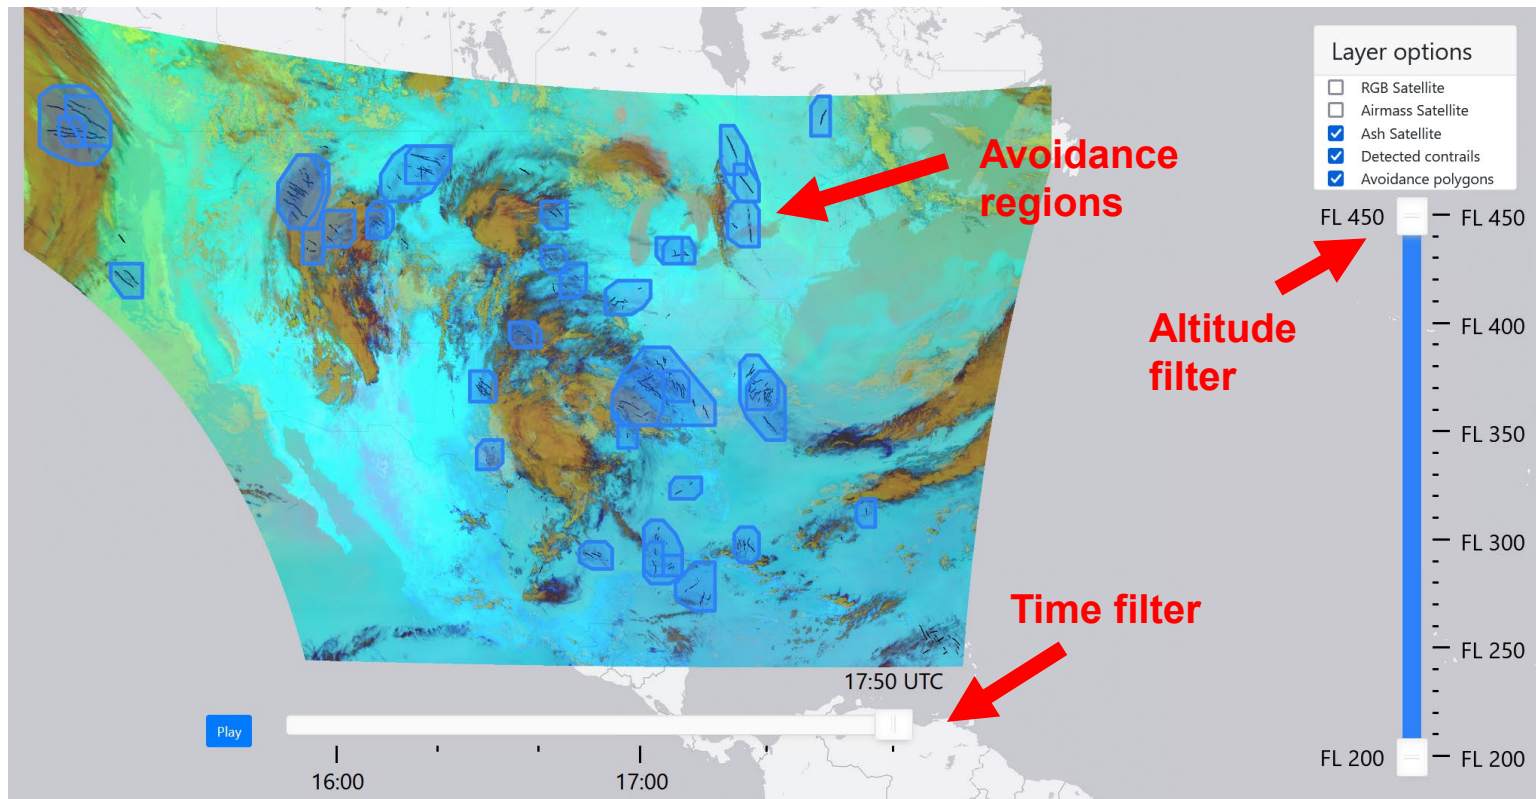 Layer options
RGB Satellite
Airmass Satellite
Ash Satellite
Detected contrails
Avoidance polygons
Avoidance
regions
FL 450
FL 450
Altitude
filter
FL 400
FL 350
FL 300
FL 250
FL 200
FL 200
Time filter
17:50 UTC
Play
16:00
17:00